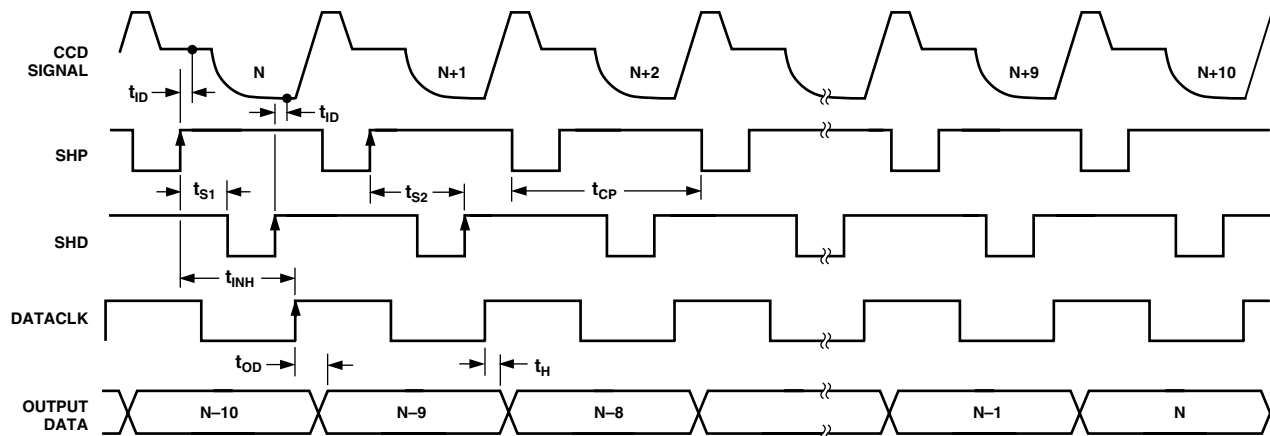 CCD
SIGNAL
N
N+1
N+2
N+9
N+10
tID
tID
SHP
tS1
tS2
tCP
SHD
tINH
DATACLK
tOD
tH
OUTPUT
DATA
N–10
N–9
N–8
N–1
N